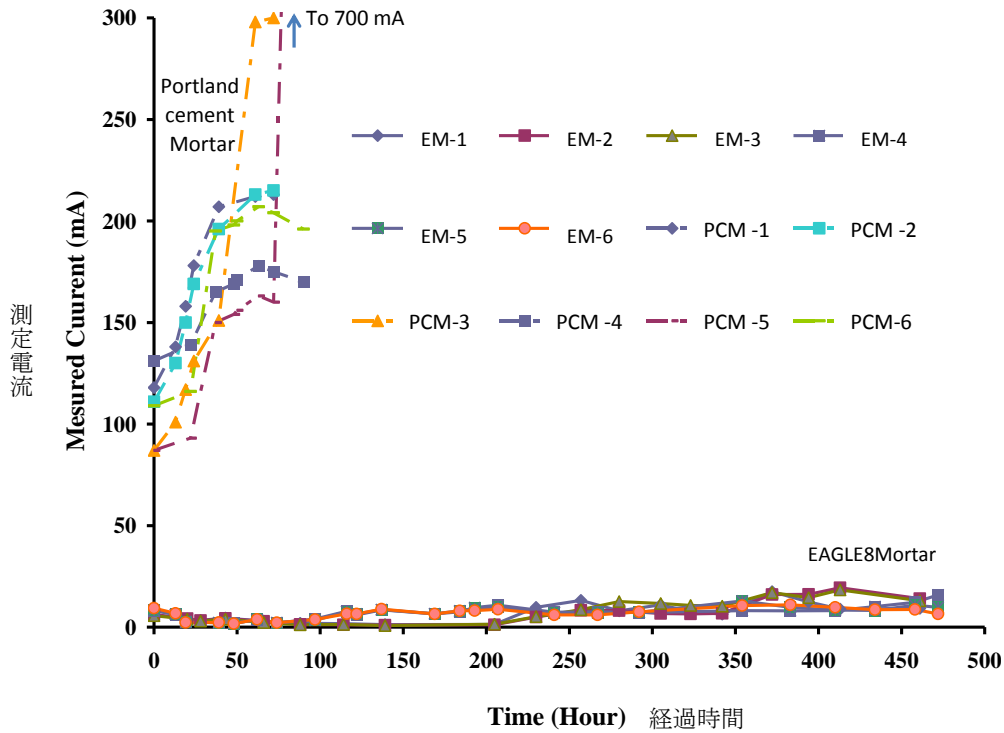 300
250
200
150
100
50
0
測定電流
Mesured Cuurent (mA)
To 700 mA
Portland
cement
Mortar
EM-1
EM-2
EM-3
EM-4
EM-5
EM-6
PCM -1
PCM -2
PCM-3
PCM -4
PCM -5
PCM-6
EAGLE8Mortar
0
50
100
150
200
250
300
350
400
450
500
Time (Hour) 経過時間